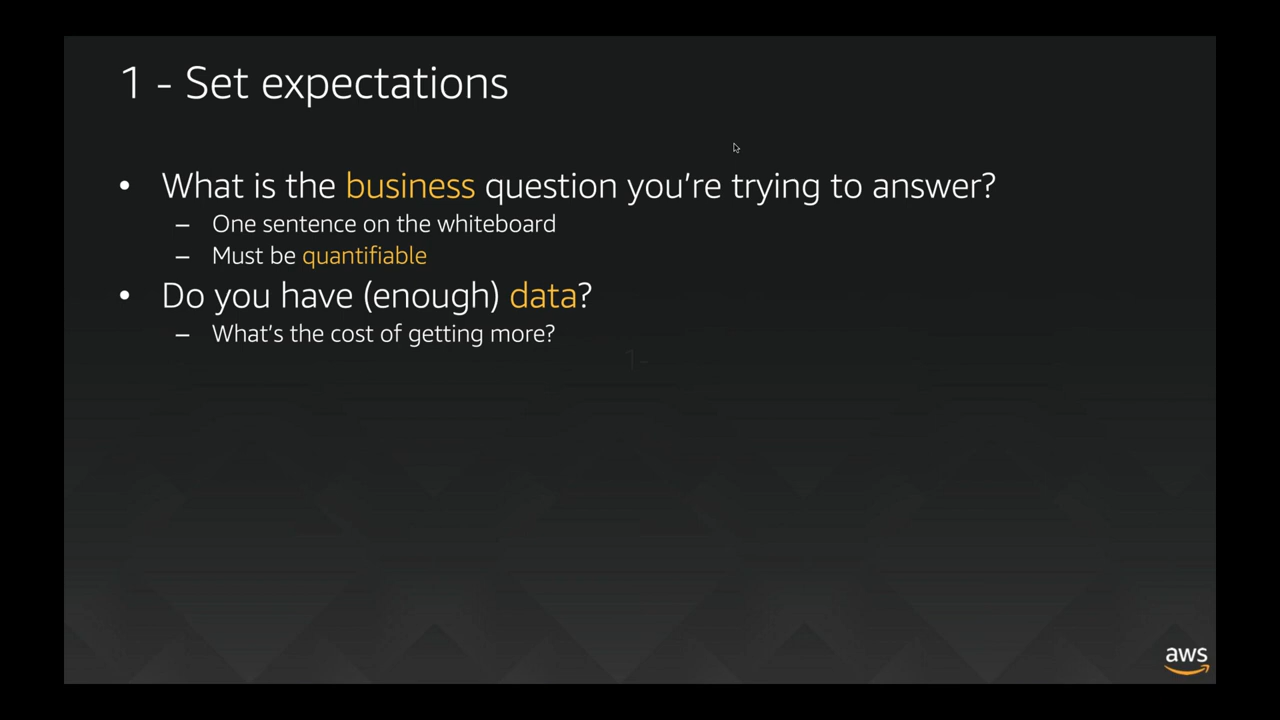 1 - Set expectations
• What is the business question you're trying to answer?
– One sentence on the whiteboard
– Must be quantifiable
• Do you have (enough) data?
– What's the cost of getting more?
1-
aws